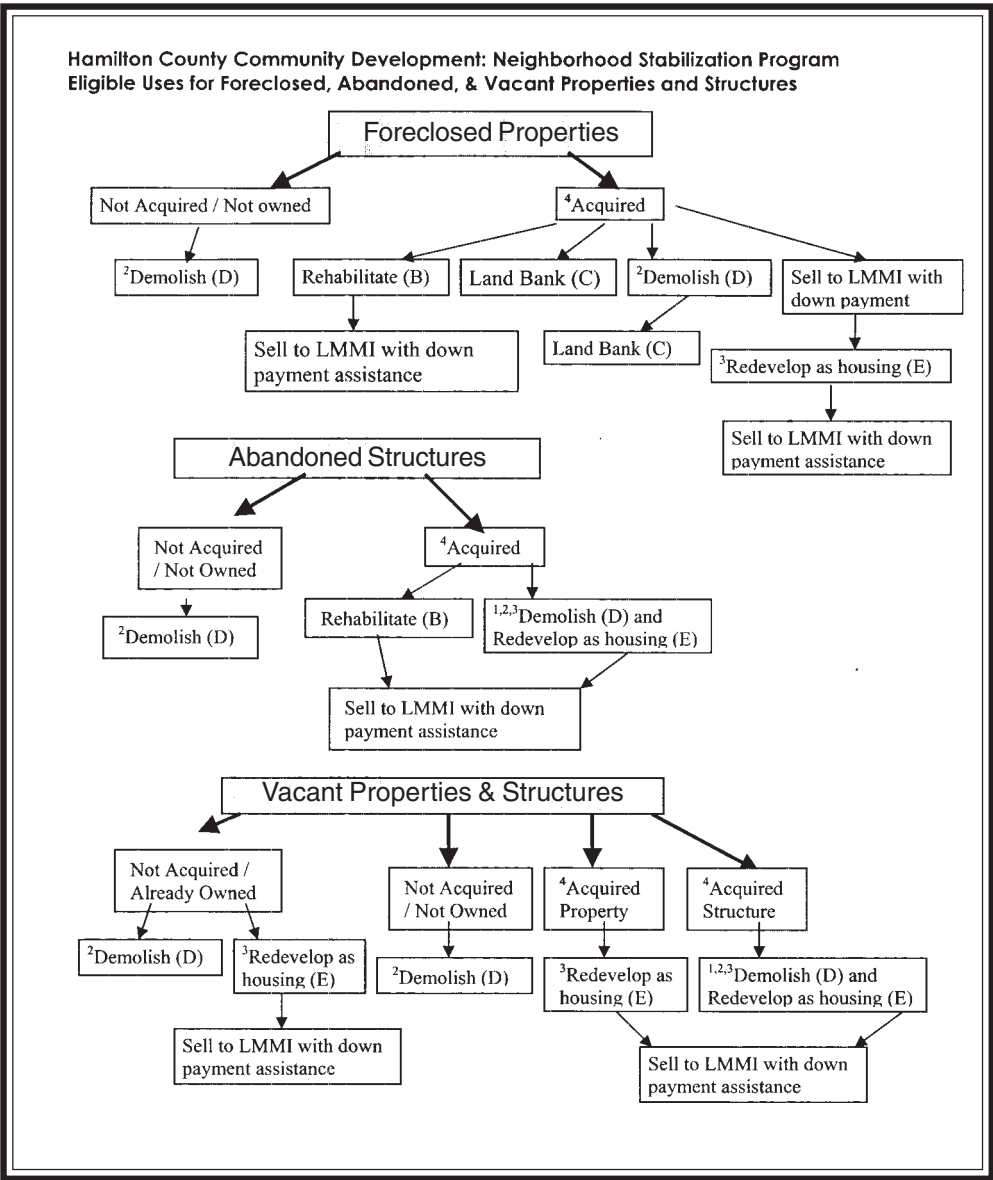 Hamilton County Community Development: Neighborhood Stabilization Program
Eligible Uses for Foreclosed, Abandoned, & Vacant Properties and Structures
Foreclosed Properties
Not Acquired / Not owned
⁴Acquired
²Demolish (D)
Rehabilitate (B)
Land Bank (C)
²Demolish (D)
Sell to LMMI with
down payment
Sell to LMMI with down
payment assistance
Land Bank (C)
³Redevelop as housing (E)
Sell to LMMI with down
payment assistance
Abandoned Structures
Not Acquired
/ Not Owned
⁴Acquired
²Demolish (D)
Rehabilitate (B)
¹,²,³Demolish (D) and
Redevelop as housing (E)
Sell to LMMI with down
payment assistance
Vacant Properties & Structures
Not Acquired /
Already Owned
Not Acquired
/ Not Owned
⁴Acquired
Property
⁴Acquired
Structure
²Demolish (D)
³Redevelop as
housing (E)
²Demolish (D)
³Redevelop as
housing (E)
¹,²,³Demolish (D) and
Redevelop as housing (E)
Sell to LMMI with down
payment assistance
Sell to LMMI with down
payment assistance